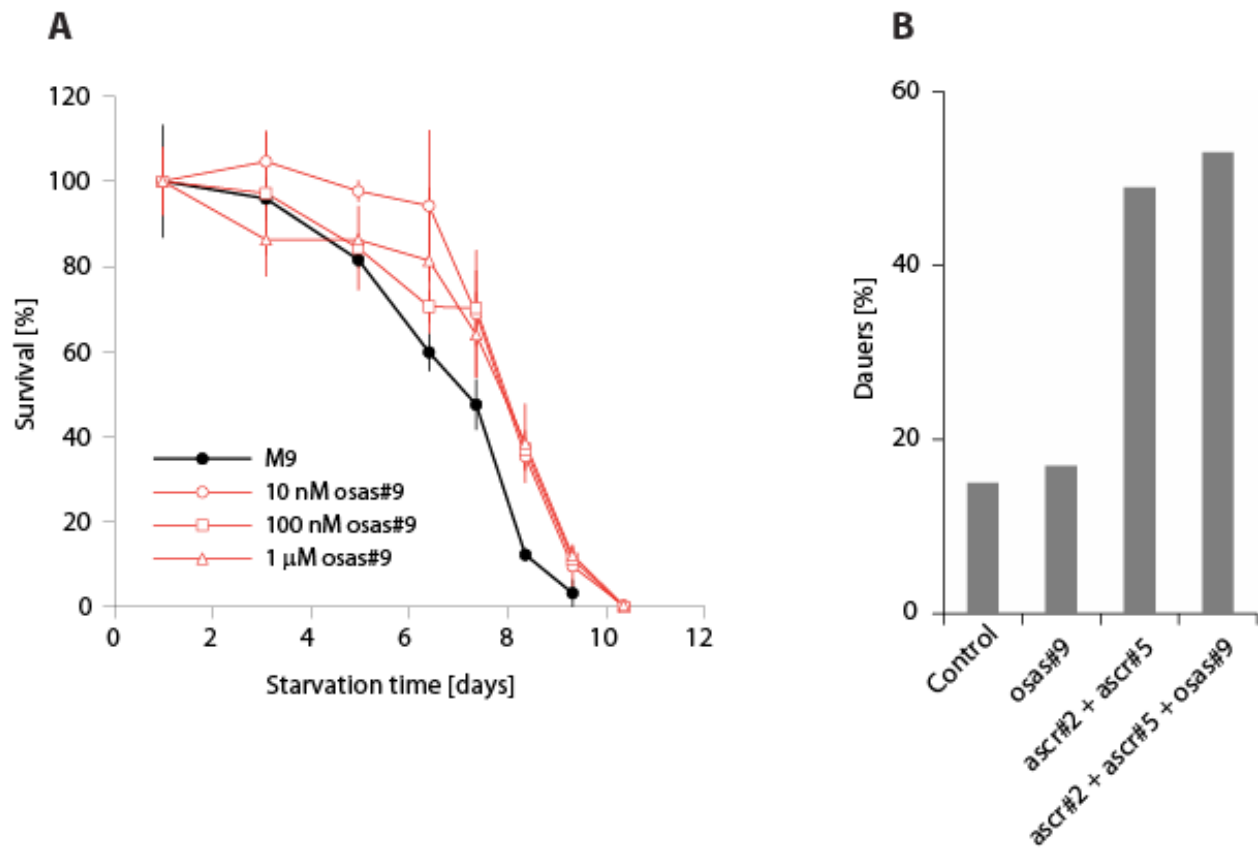 A
Survival [%]
120
100
80
60
40
20
0
0 2 4 6 8 10 12
Starvation time [days]
M9
10 nM osas#9
100 nM osas#9
1 μM osas#9
B
Dauers [%]
60
40
20
0
Control
osas#9
ascr#2 + ascr#5
ascr#2 + ascr#5 + osas#9